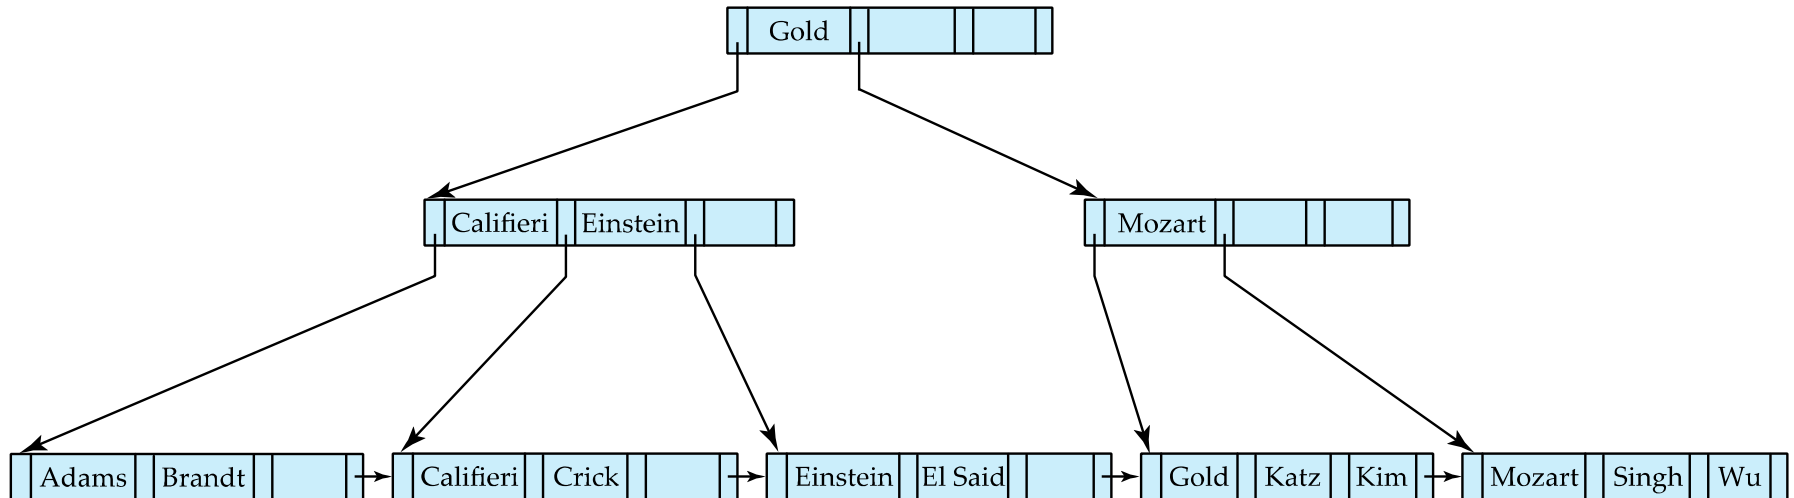 Gold
Califieri Einstein Mozart
Adams Brandt Califieri Crick Einstein El Said Gold Katz Kim Mozart Singh Wu